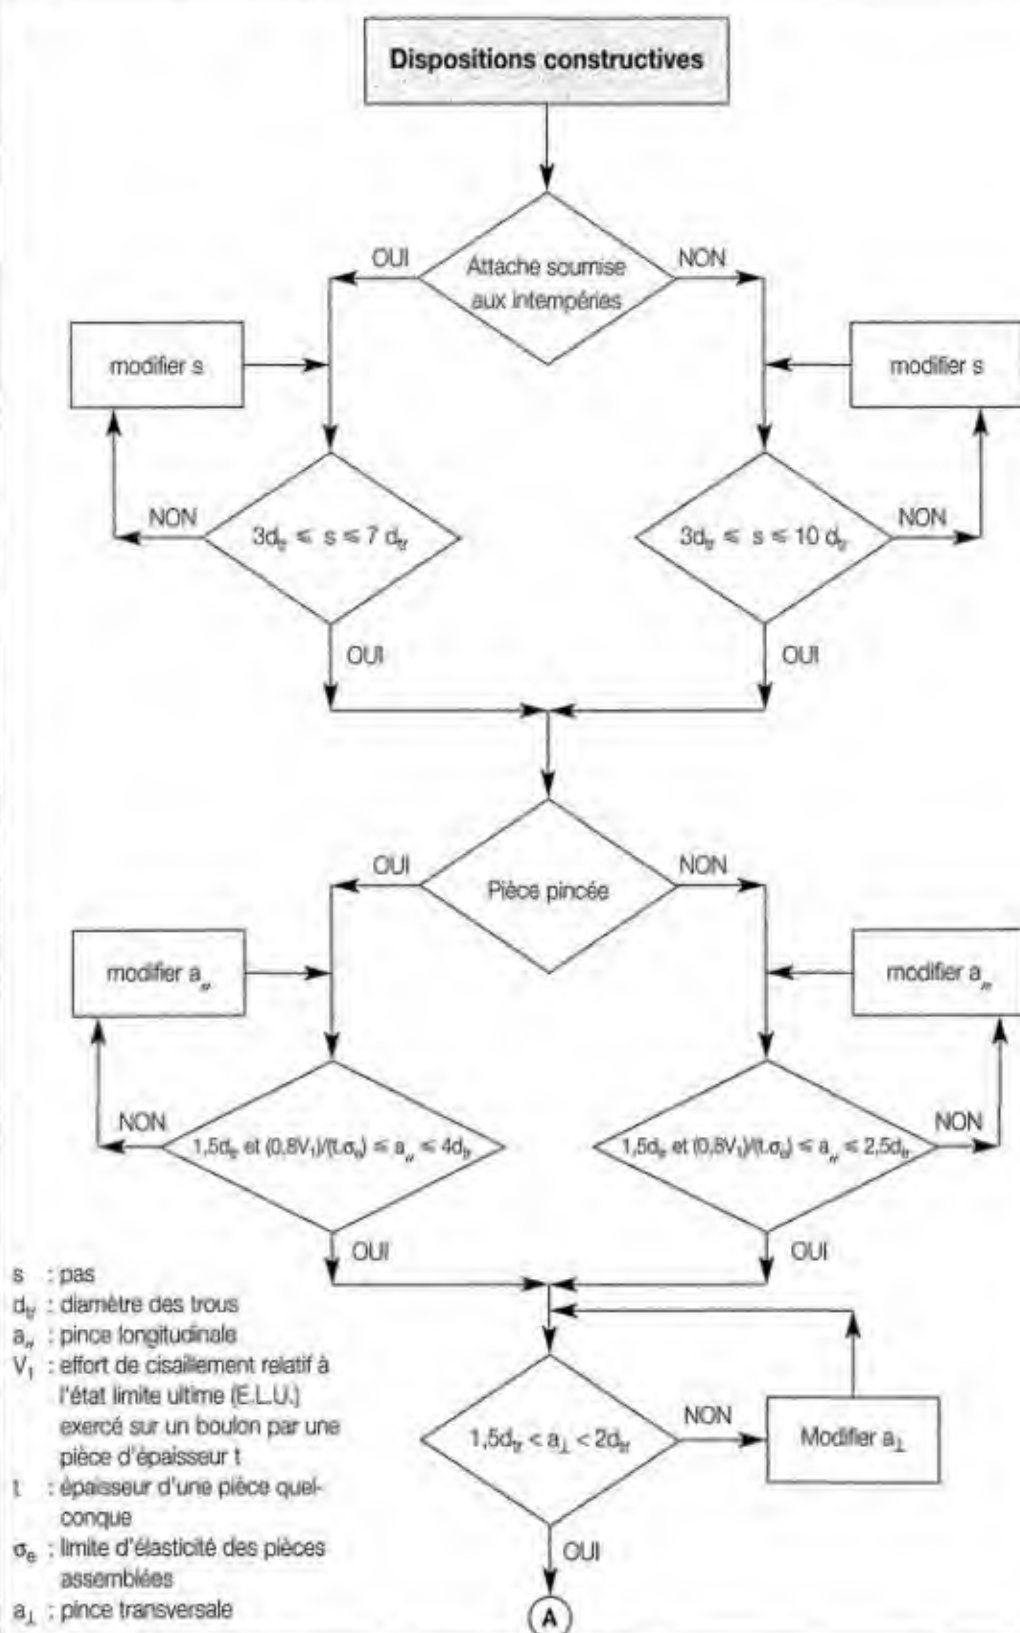 Dispositions constructives
Attache soumise
aux intempéries
OUI
NON
modifier s
modifier s
3d_tr ≤ s ≤ 7 d_tr
NON
OUI
3d_tr ≤ s ≤ 10 d_tr
NON
OUI
Pièce pincée
OUI
NON
modifier a_//
modifier a_//
1,5d_tr et (0,8V₁)/(t.σ_e) ≤ a_// ≤ 4d_tr
NON
OUI
1,5d_tr et (0,8V₁)/(t.σ_e) ≤ a_// ≤ 2,5d_tr
NON
OUI
1,5d_tr < a_⊥ < 2d_tr
NON
Modifier a_⊥
OUI
A
s : pas
d_tr : diamètre des trous
a_// : pince longitudinale
V₁ : effort de cisaillement relatif à
l'état limite ultime (E.L.U.)
exercé sur un boulon par une
pièce d'épaisseur t
t : épaisseur d'une pièce quel-
conque
σ_e : limite d'élasticité des pièces
assemblées
a_⊥ : pince transversale